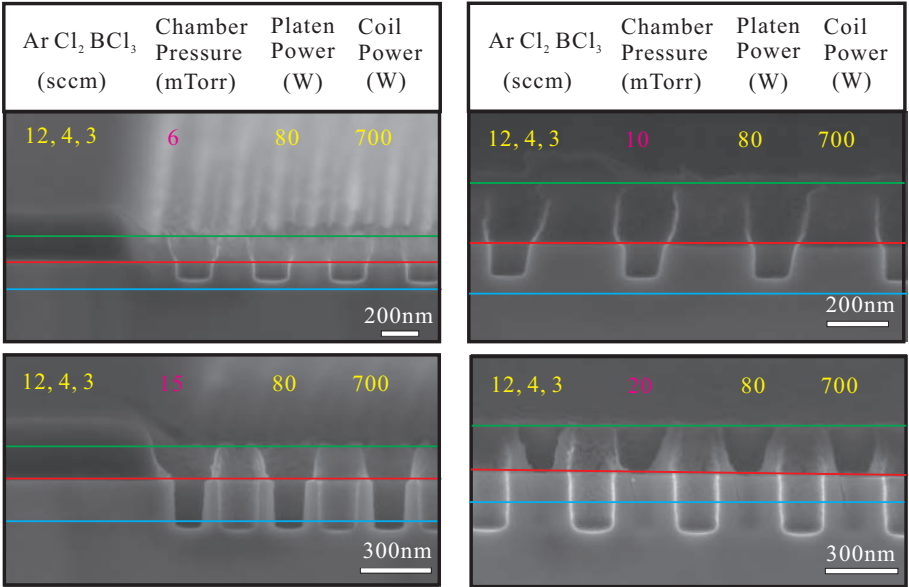 Ar Cl₂ BCl₃ (sccm) Chamber Pressure (mTorr) Platen Power (W) Coil Power (W)
Ar Cl₂ BCl₃ (sccm) Chamber Pressure (mTorr) Platen Power (W) Coil Power (W)
12, 4, 3 6 80 700
200nm
12, 4, 3 10 80 700
200nm
12, 4, 3 15 80 700
300nm
12, 4, 3 20 80 700
300nm